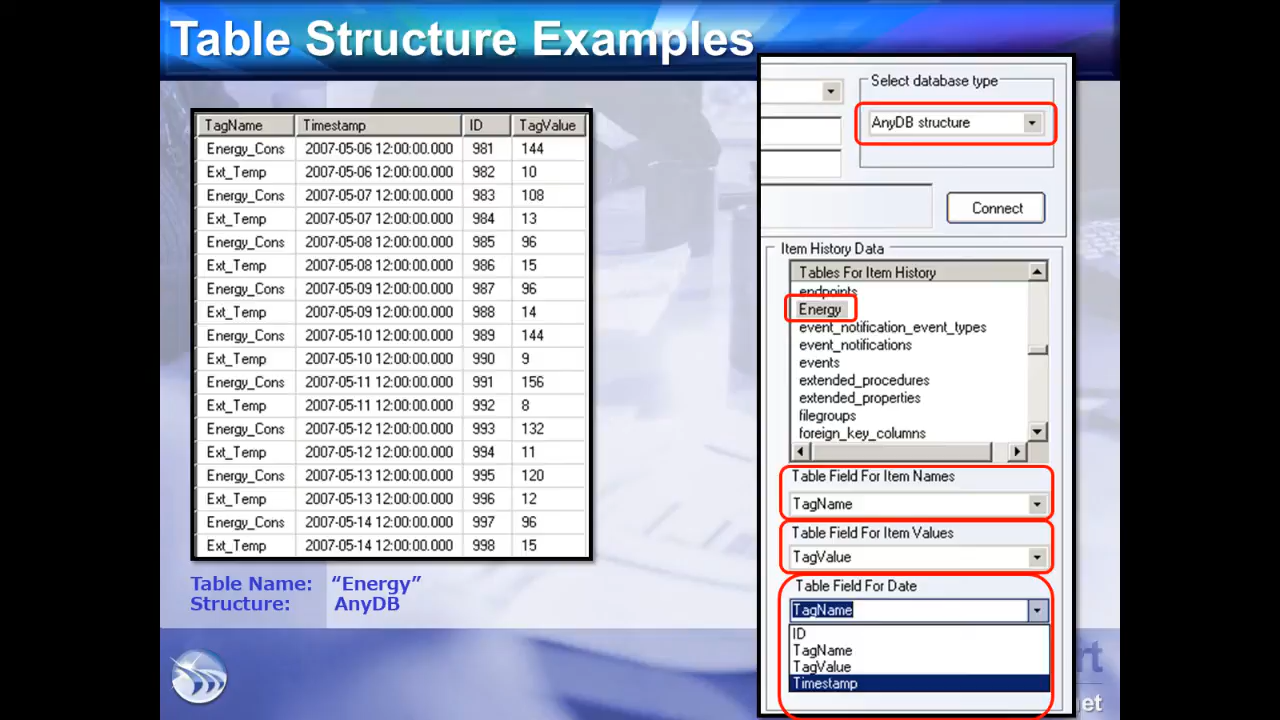 Table Structure Examples
TagName Timestamp ID TagValue
Energy_Cons 2007-05-06 12:00:00.000 981 144
Ext_Temp 2007-05-06 12:00:00.000 982 10
Energy_Cons 2007-05-07 12:00:00.000 983 108
Ext_Temp 2007-05-07 12:00:00.000 984 13
Energy_Cons 2007-05-08 12:00:00.000 985 96
Ext_Temp 2007-05-08 12:00:00.000 986 15
Energy_Cons 2007-05-09 12:00:00.000 987 96
Ext_Temp 2007-05-09 12:00:00.000 988 14
Energy_Cons 2007-05-10 12:00:00.000 989 144
Ext_Temp 2007-05-10 12:00:00.000 990 9
Energy_Cons 2007-05-11 12:00:00.000 991 156
Ext_Temp 2007-05-11 12:00:00.000 992 8
Energy_Cons 2007-05-12 12:00:00.000 993 132
Ext_Temp 2007-05-12 12:00:00.000 994 11
Energy_Cons 2007-05-13 12:00:00.000 995 120
Ext_Temp 2007-05-13 12:00:00.000 996 12
Energy_Cons 2007-05-14 12:00:00.000 997 96
Ext_Temp 2007-05-14 12:00:00.000 998 15
Table Name: “Energy”
Structure: AnyDB
Select database type
AnyDB structure
Connect
Item History Data
Tables For Item History
endpoints
Energy
event_notification_event_types
event_notifications
events
extended_procedures
extended_properties
filegroups
foreign_key_columns
Table Field For Item Names
TagName
Table Field For Item Values
TagValue
Table Field For Date
TagName
ID
TagName
TagValue
Timestamp
rt
et